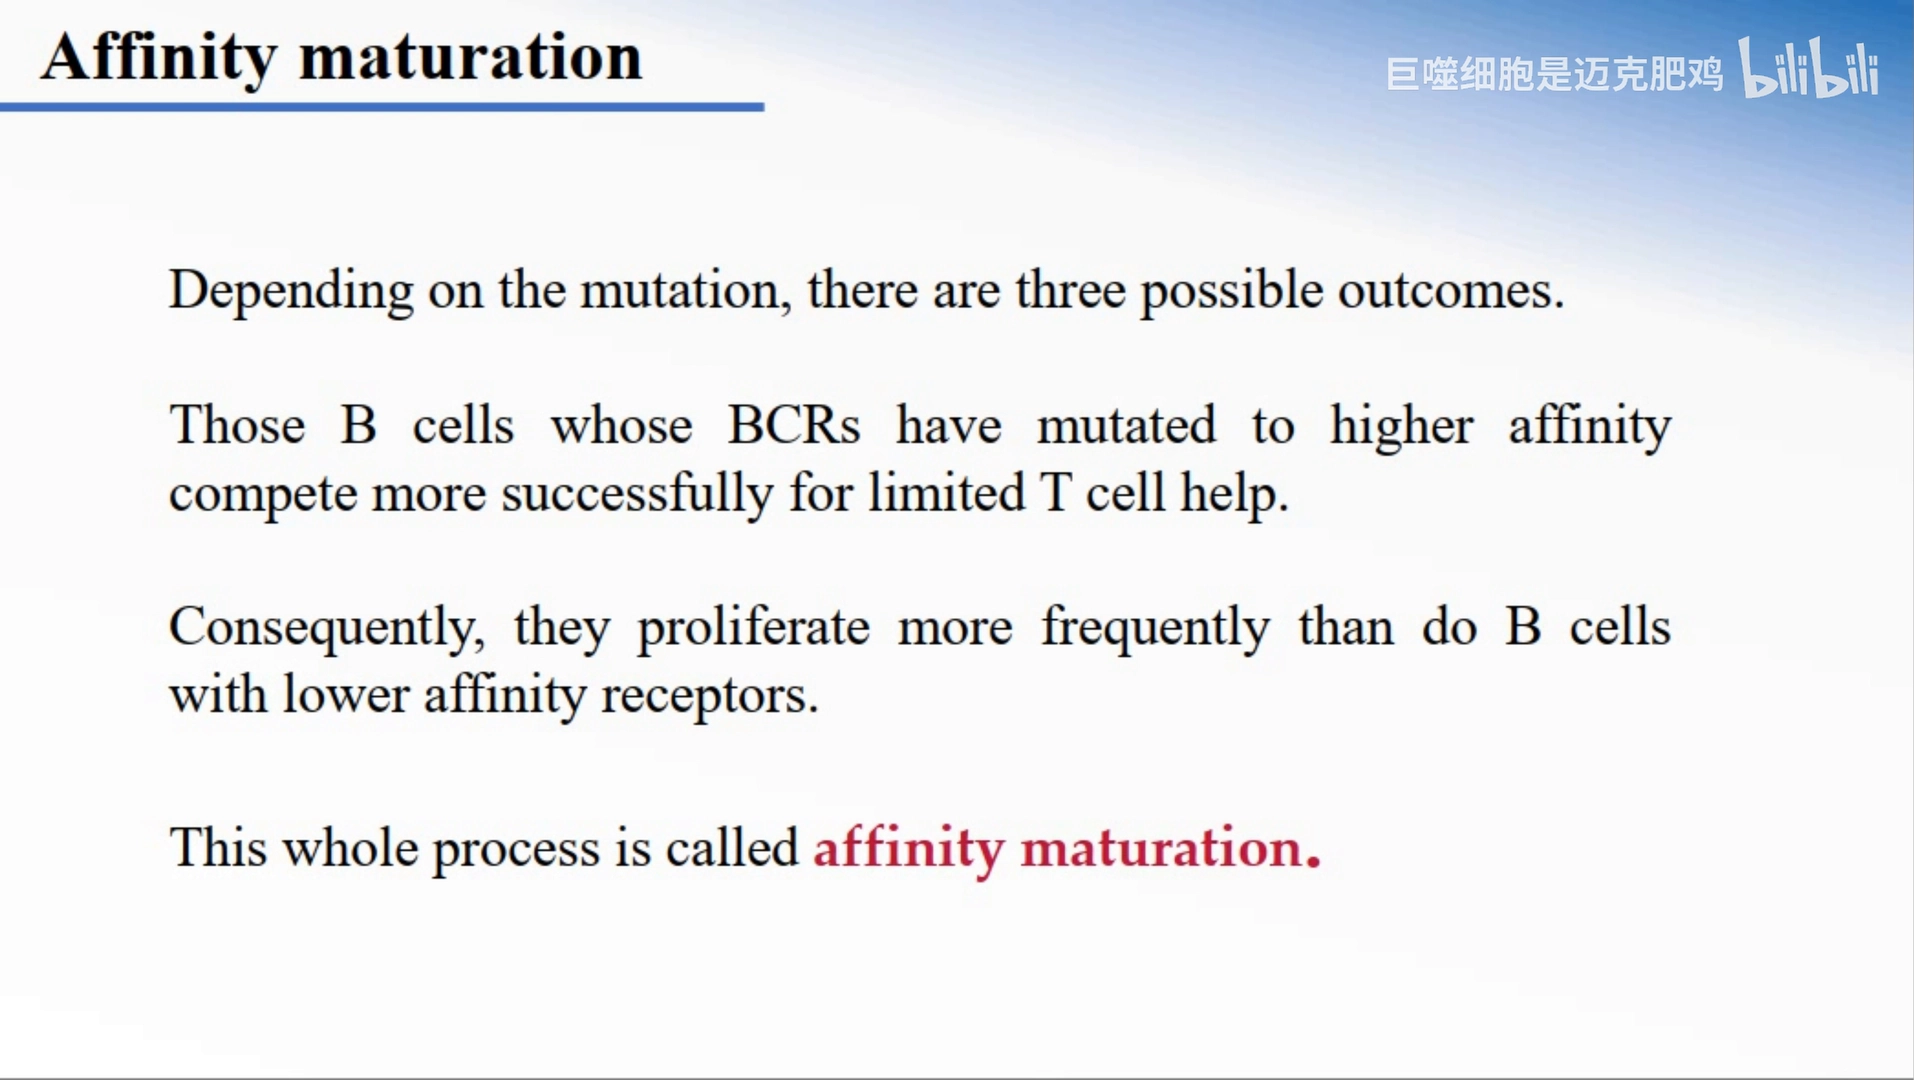 Affinity maturation
巨噬细胞是迈克肥鸡 bilibili
Depending on the mutation, there are three possible outcomes.
Those B cells whose BCRs have mutated to higher affinity
compete more successfully for limited T cell help.
Consequently, they proliferate more frequently than do B cells
with lower affinity receptors.
This whole process is called affinity maturation.